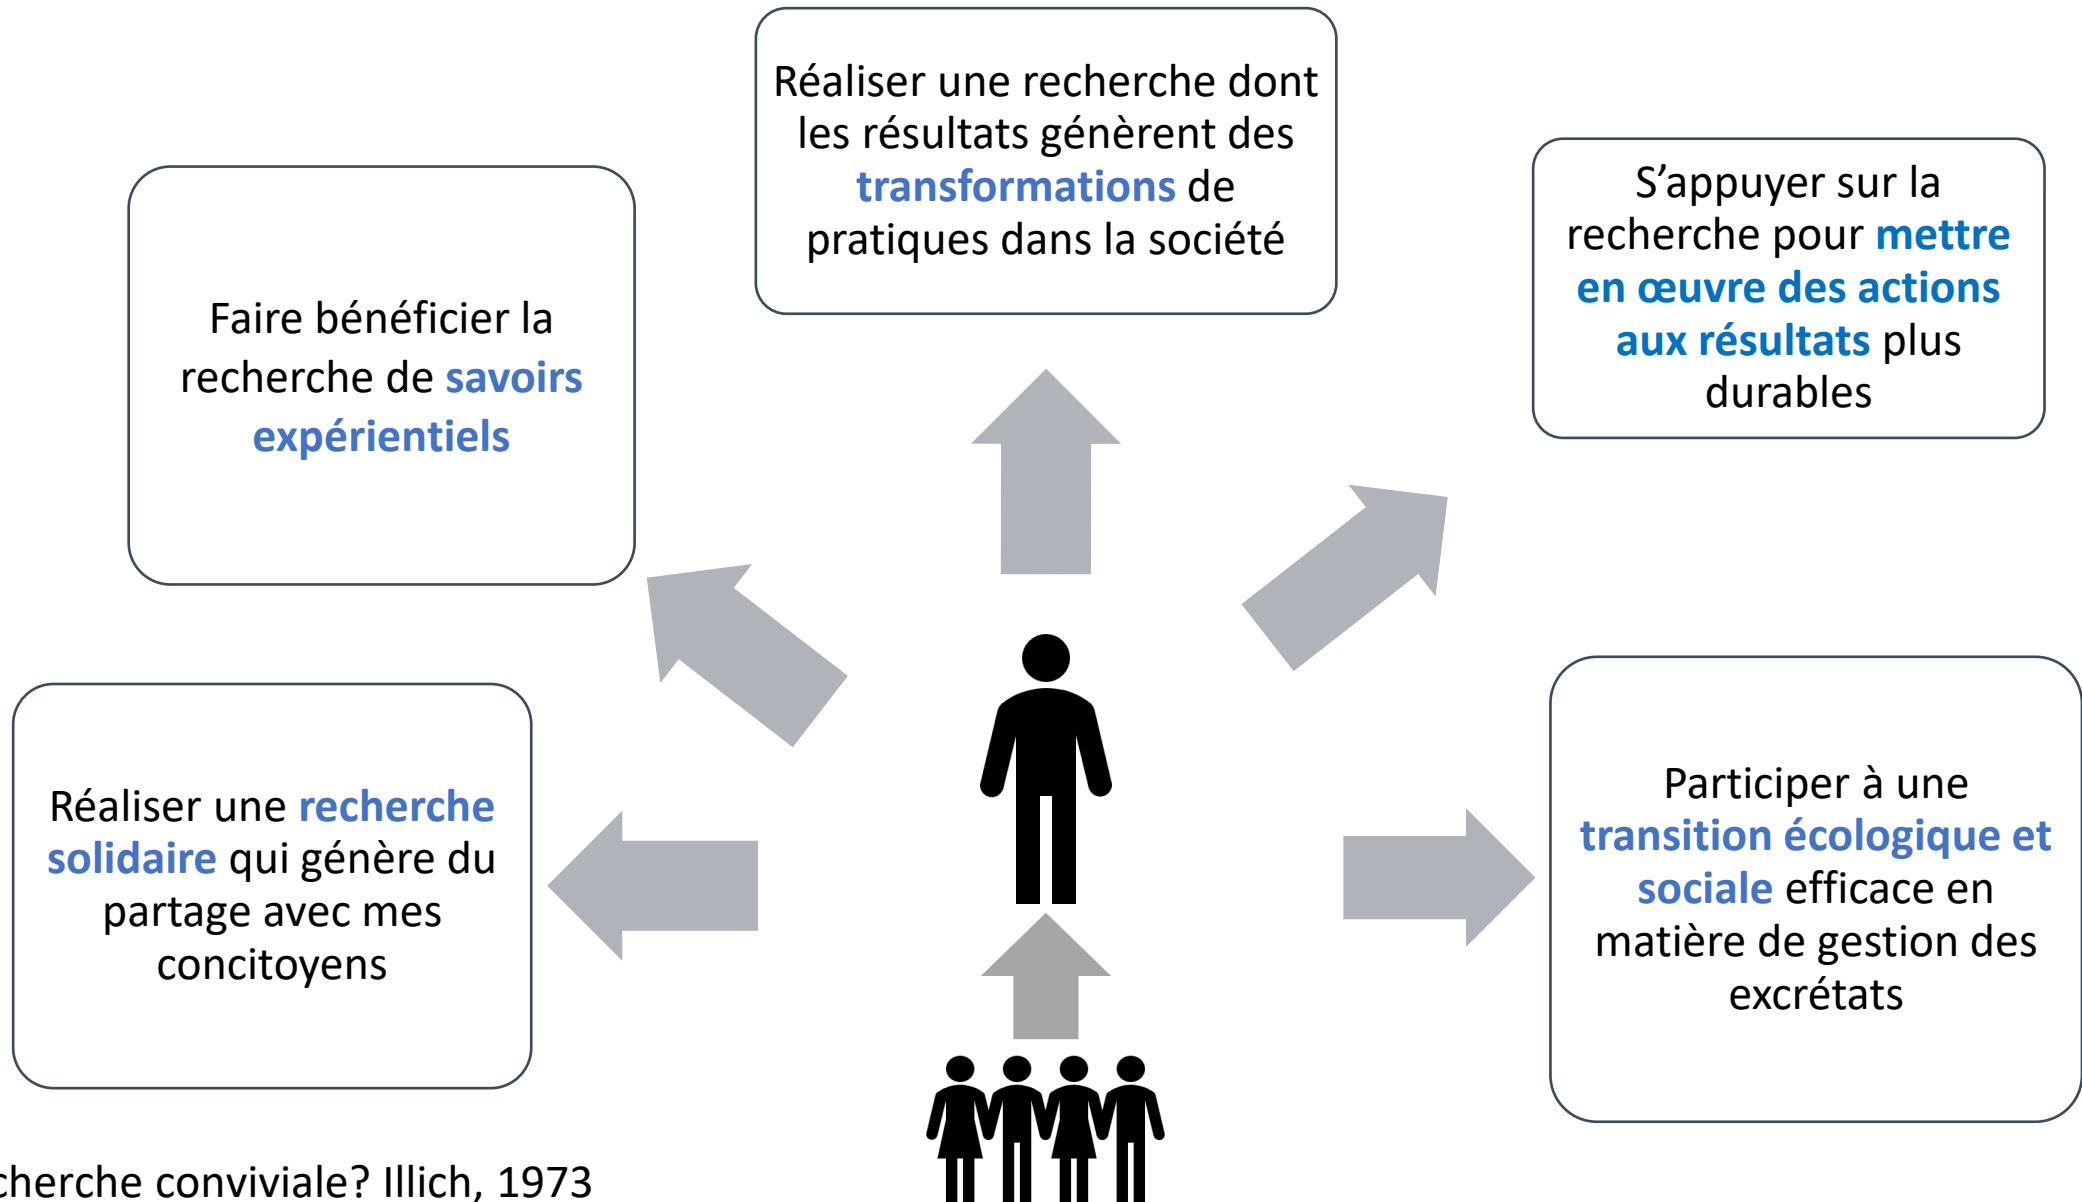 Réaliser une recherche dont
les résultats génèrent des
transformations de
pratiques dans la société
S’appuyer sur la
recherche pour mettre
en œuvre des actions
aux résultats plus
durables
Faire bénéficier la
recherche de savoirs
expérientiels
Réaliser une recherche
solidaire qui génère du
partage avec mes
concitoyens
Participer à une
transition écologique et
sociale efficace en
matière de gestion des
excrétats
cherche conviviale? Illich, 1973